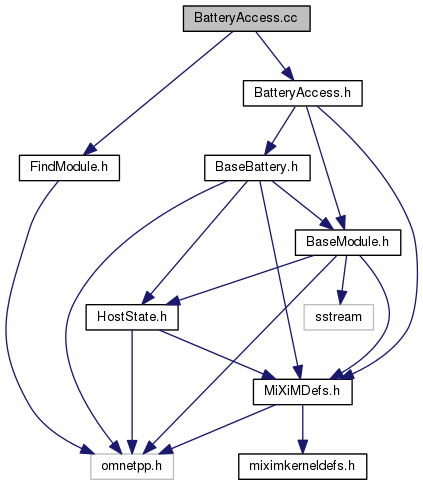 BatteryAccess.cc
BatteryAccess.h
FindModule.h
BaseBattery.h
BaseModule.h
HostState.h
sstream
MiXiMDefs.h
omnetpp.h
miximkerneldefs.h